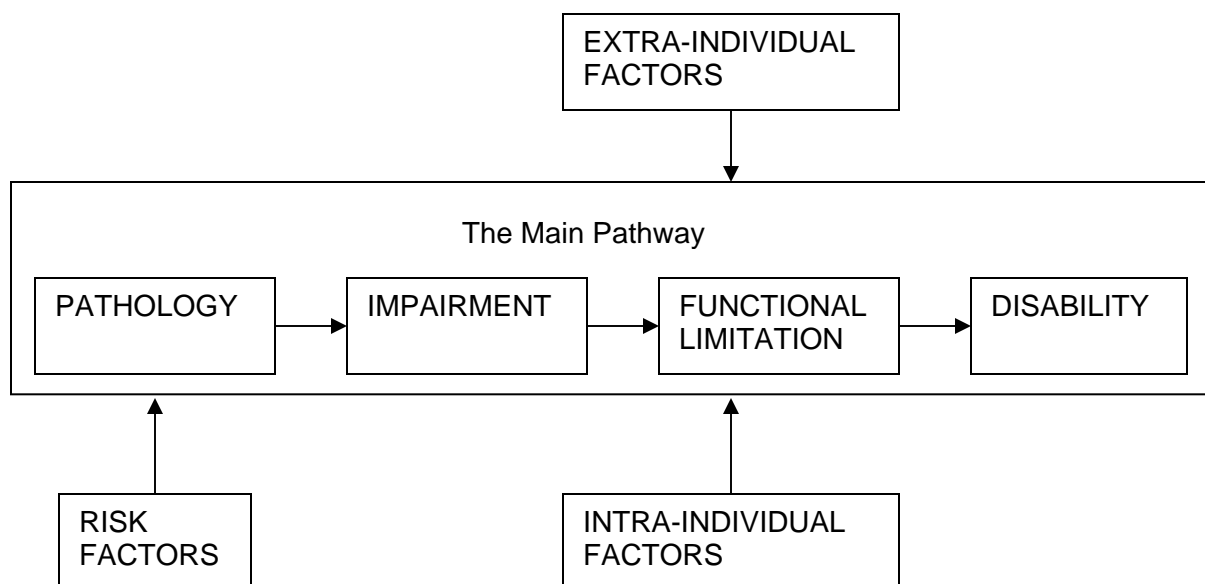 EXTRA-INDIVIDUAL
FACTORS
The Main Pathway
PATHOLOGY
IMPAIRMENT
FUNCTIONAL
LIMITATION
DISABILITY
RISK
FACTORS
INTRA-INDIVIDUAL
FACTORS